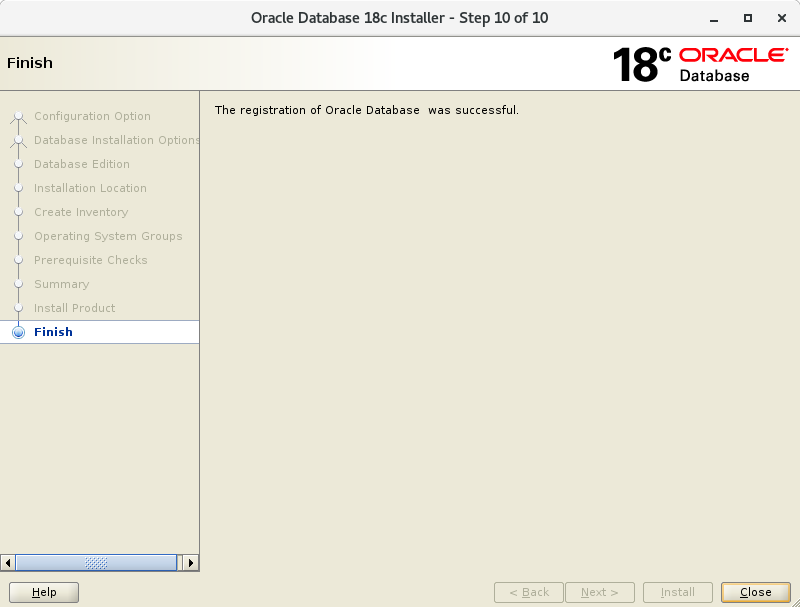 Oracle Database 18c Installer - Step 10 of 10
Finish
18c ORACLE
Database
Configuration Option
Database Installation Options
Database Edition
Installation Location
Create Inventory
Operating System Groups
Prerequisite Checks
Summary
Install Product
Finish
The registration of Oracle Database  was successful.
Help
< Back
Next >
Install
Close